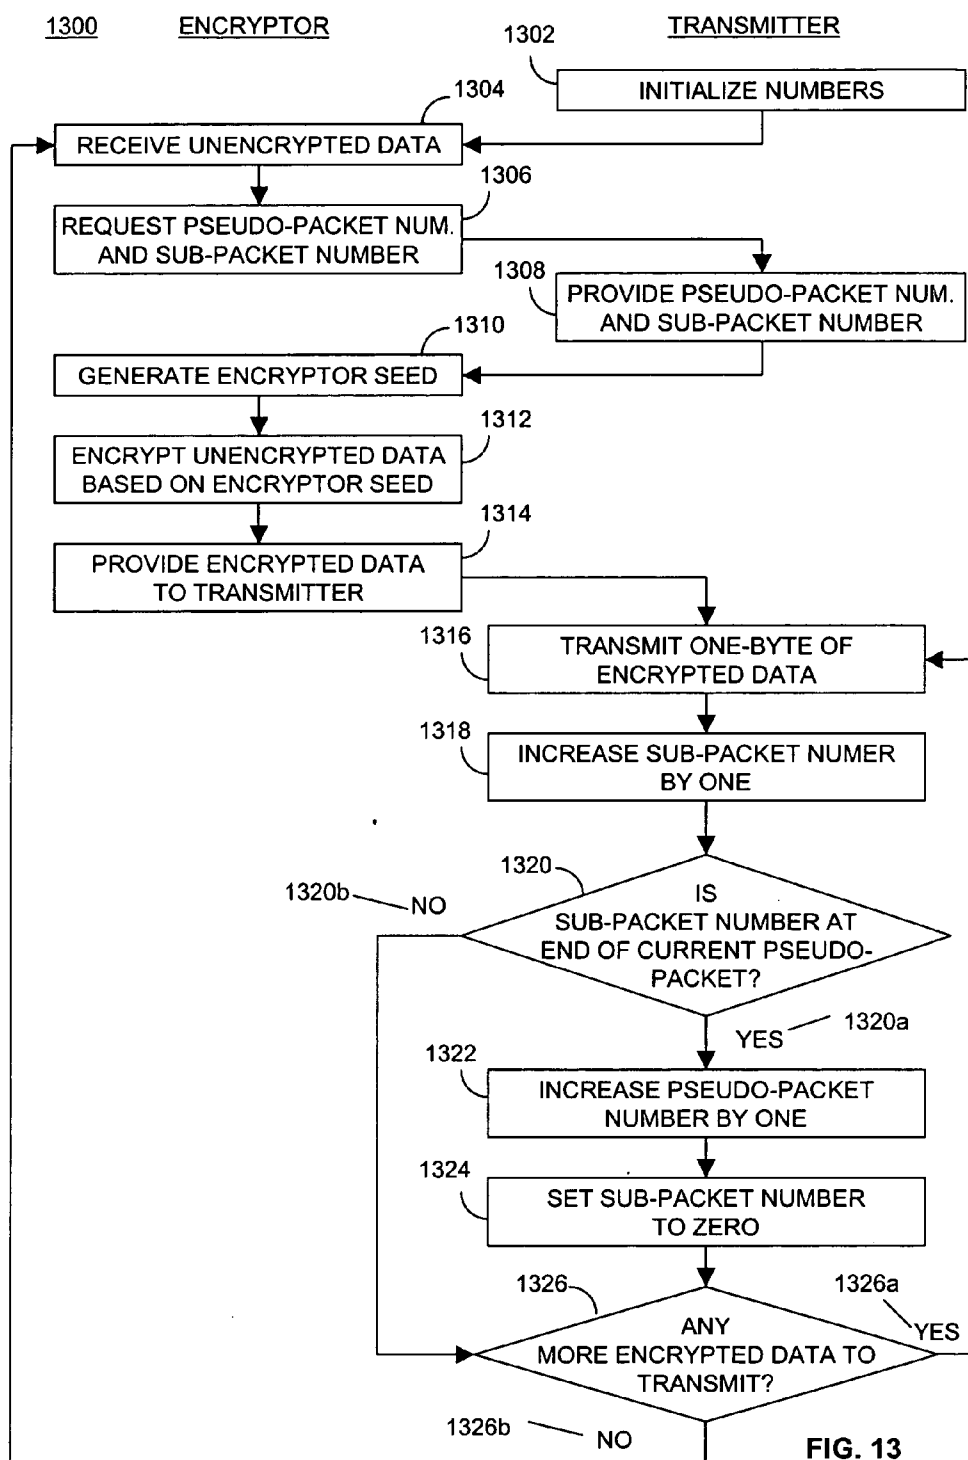 1300 ENCRYPTOR TRANSMITTER
1302
INITIALIZE NUMBERS
1304
RECEIVE UNENCRYPTED DATA
1306
REQUEST PSEUDO-PACKET NUM.
AND SUB-PACKET NUMBER
1308
PROVIDE PSEUDO-PACKET NUM.
AND SUB-PACKET NUMBER
1310
GENERATE ENCRYPTOR SEED
1312
ENCRYPT UNENCRYPTED DATA
BASED ON ENCRYPTOR SEED
1314
PROVIDE ENCRYPTED DATA
TO TRANSMITTER
1316
TRANSMIT ONE-BYTE OF
ENCRYPTED DATA
1318
INCREASE SUB-PACKET NUMER
BY ONE
1320
1320b NO
IS
SUB-PACKET NUMBER AT
END OF CURRENT PSEUDO-
PACKET?
YES 1320a
1322
INCREASE PSEUDO-PACKET
NUMBER BY ONE
1324
SET SUB-PACKET NUMBER
TO ZERO
1326
1326a
YES
ANY
MORE ENCRYPTED DATA TO
TRANSMIT?
1326b NO
FIG. 13